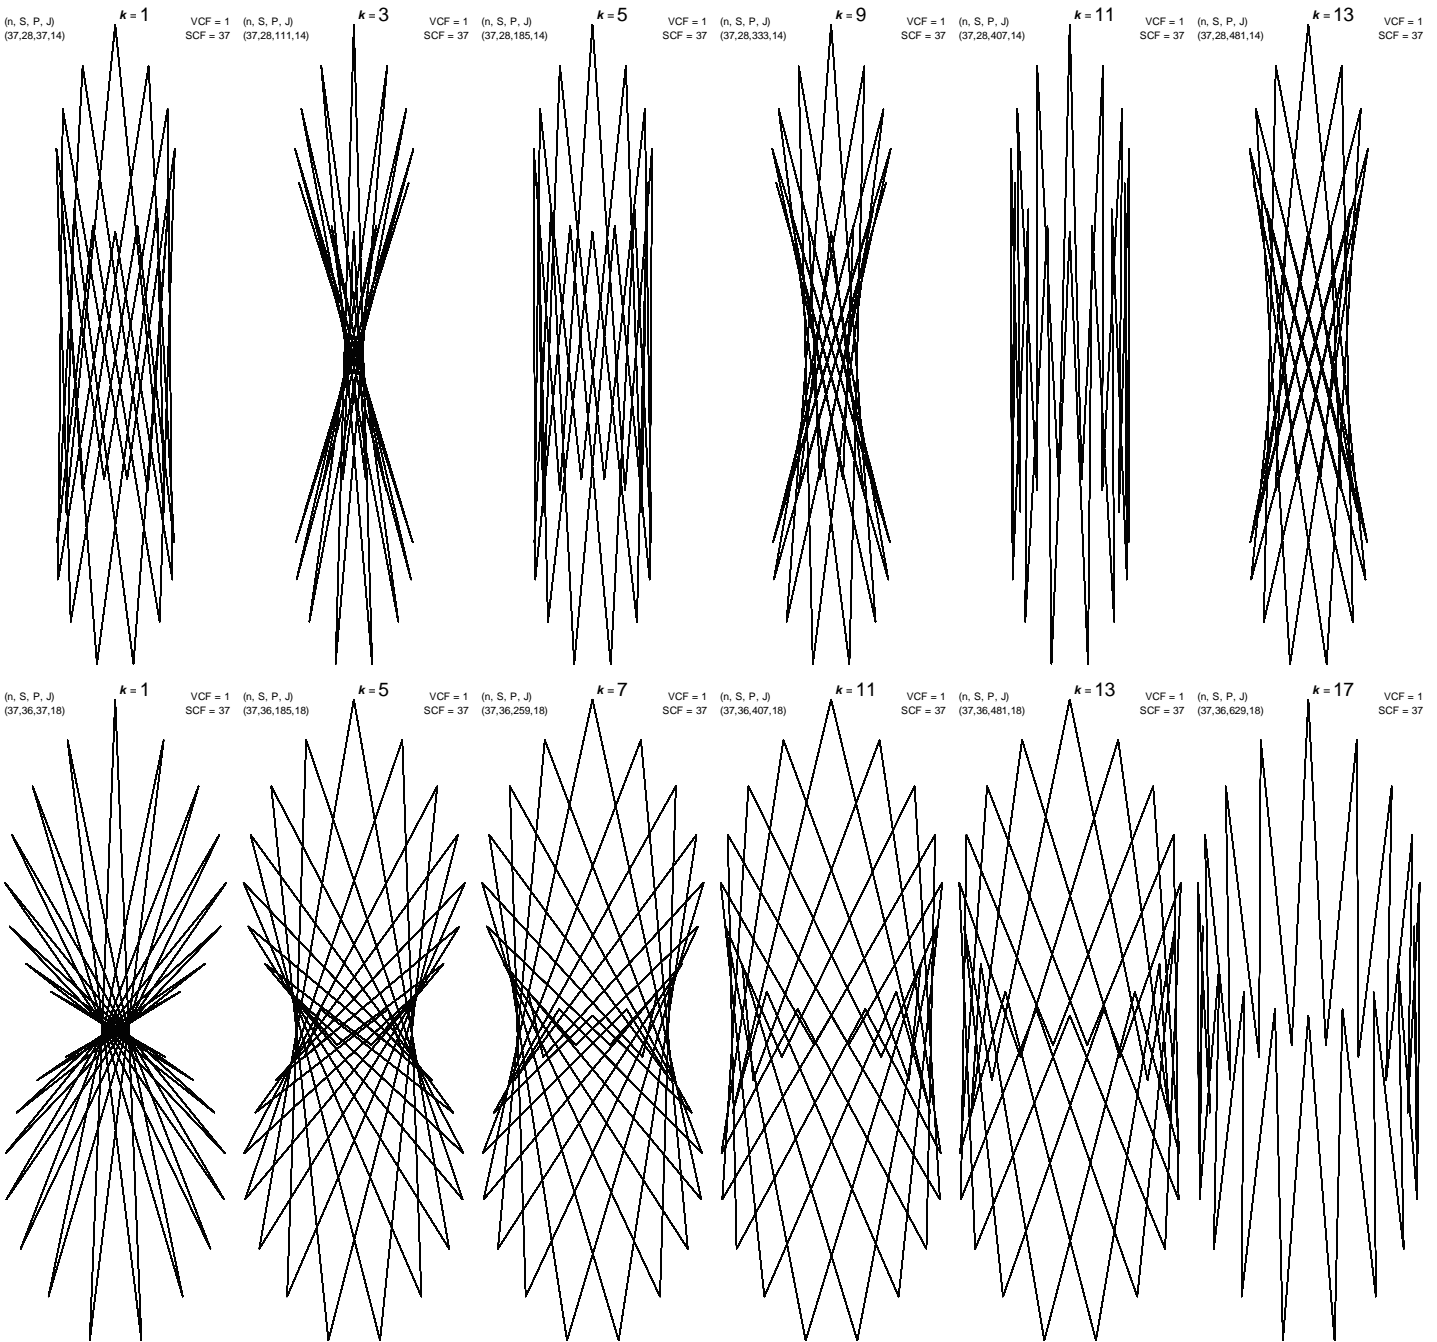 k = 1
(n, S, P, J) VCF = 1
(37,28,37,14) SCF = 37
k = 3
(n, S, P, J) VCF = 1
(37,28,111,14) SCF = 37
k = 5
(n, S, P, J) VCF = 1
(37,28,185,14) SCF = 37
k = 9
(n, S, P, J) VCF = 1
(37,28,333,14) SCF = 37
k = 11
(n, S, P, J) VCF = 1
(37,28,407,14) SCF = 37
k = 13
(n, S, P, J) VCF = 1
(37,28,481,14) SCF = 37
k = 1
(n, S, P, J) VCF = 1
(37,36,37,18) SCF = 37
k = 5
(n, S, P, J) VCF = 1
(37,36,185,18) SCF = 37
k = 7
(n, S, P, J) VCF = 1
(37,36,259,18) SCF = 37
k = 11
(n, S, P, J) VCF = 1
(37,36,407,18) SCF = 37
k = 13
(n, S, P, J) VCF = 1
(37,36,481,18) SCF = 37
k = 17
(n, S, P, J) VCF = 1
(37,36,629,18) SCF = 37